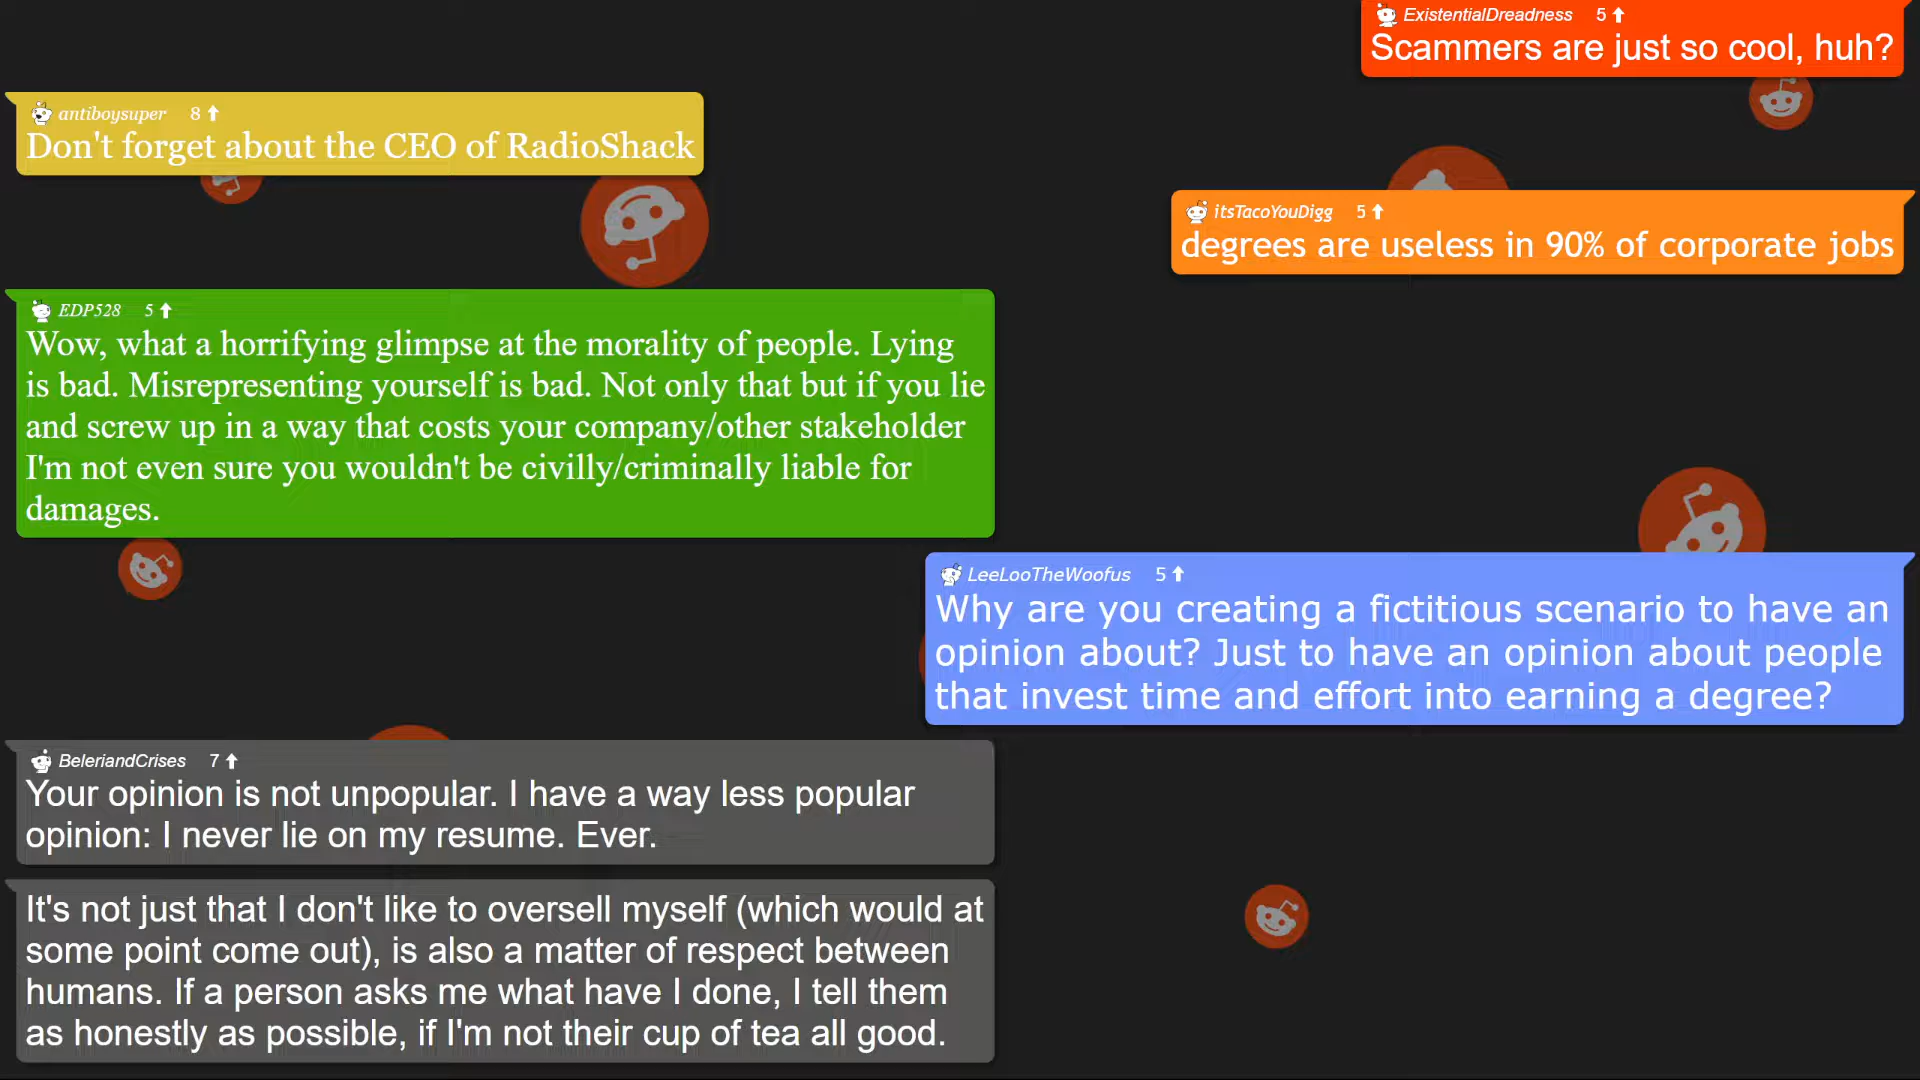 ExistentialDreadness 5
Scammers are just so cool, huh?
antiboysuper 8
Don't forget about the CEO of RadioShack
itsTacoYouDigg 5
degrees are useless in 90% of corporate jobs
EDP528 5
Wow, what a horrifying glimpse at the morality of people. Lying
is bad. Misrepresenting yourself is bad. Not only that but if you lie
and screw up in a way that costs your company/other stakeholder
I'm not even sure you wouldn't be civilly/criminally liable for
damages.
LeeLooTheWoofus 5
Why are you creating a fictitious scenario to have an
opinion about? Just to have an opinion about people
that invest time and effort into earning a degree?
BeleriandCrises 7
Your opinion is not unpopular. I have a way less popular
opinion: I never lie on my resume. Ever.
It's not just that I don't like to oversell myself (which would at
some point come out), is also a matter of respect between
humans. If a person asks me what have I done, I tell them
as honestly as possible, if I'm not their cup of tea all good.